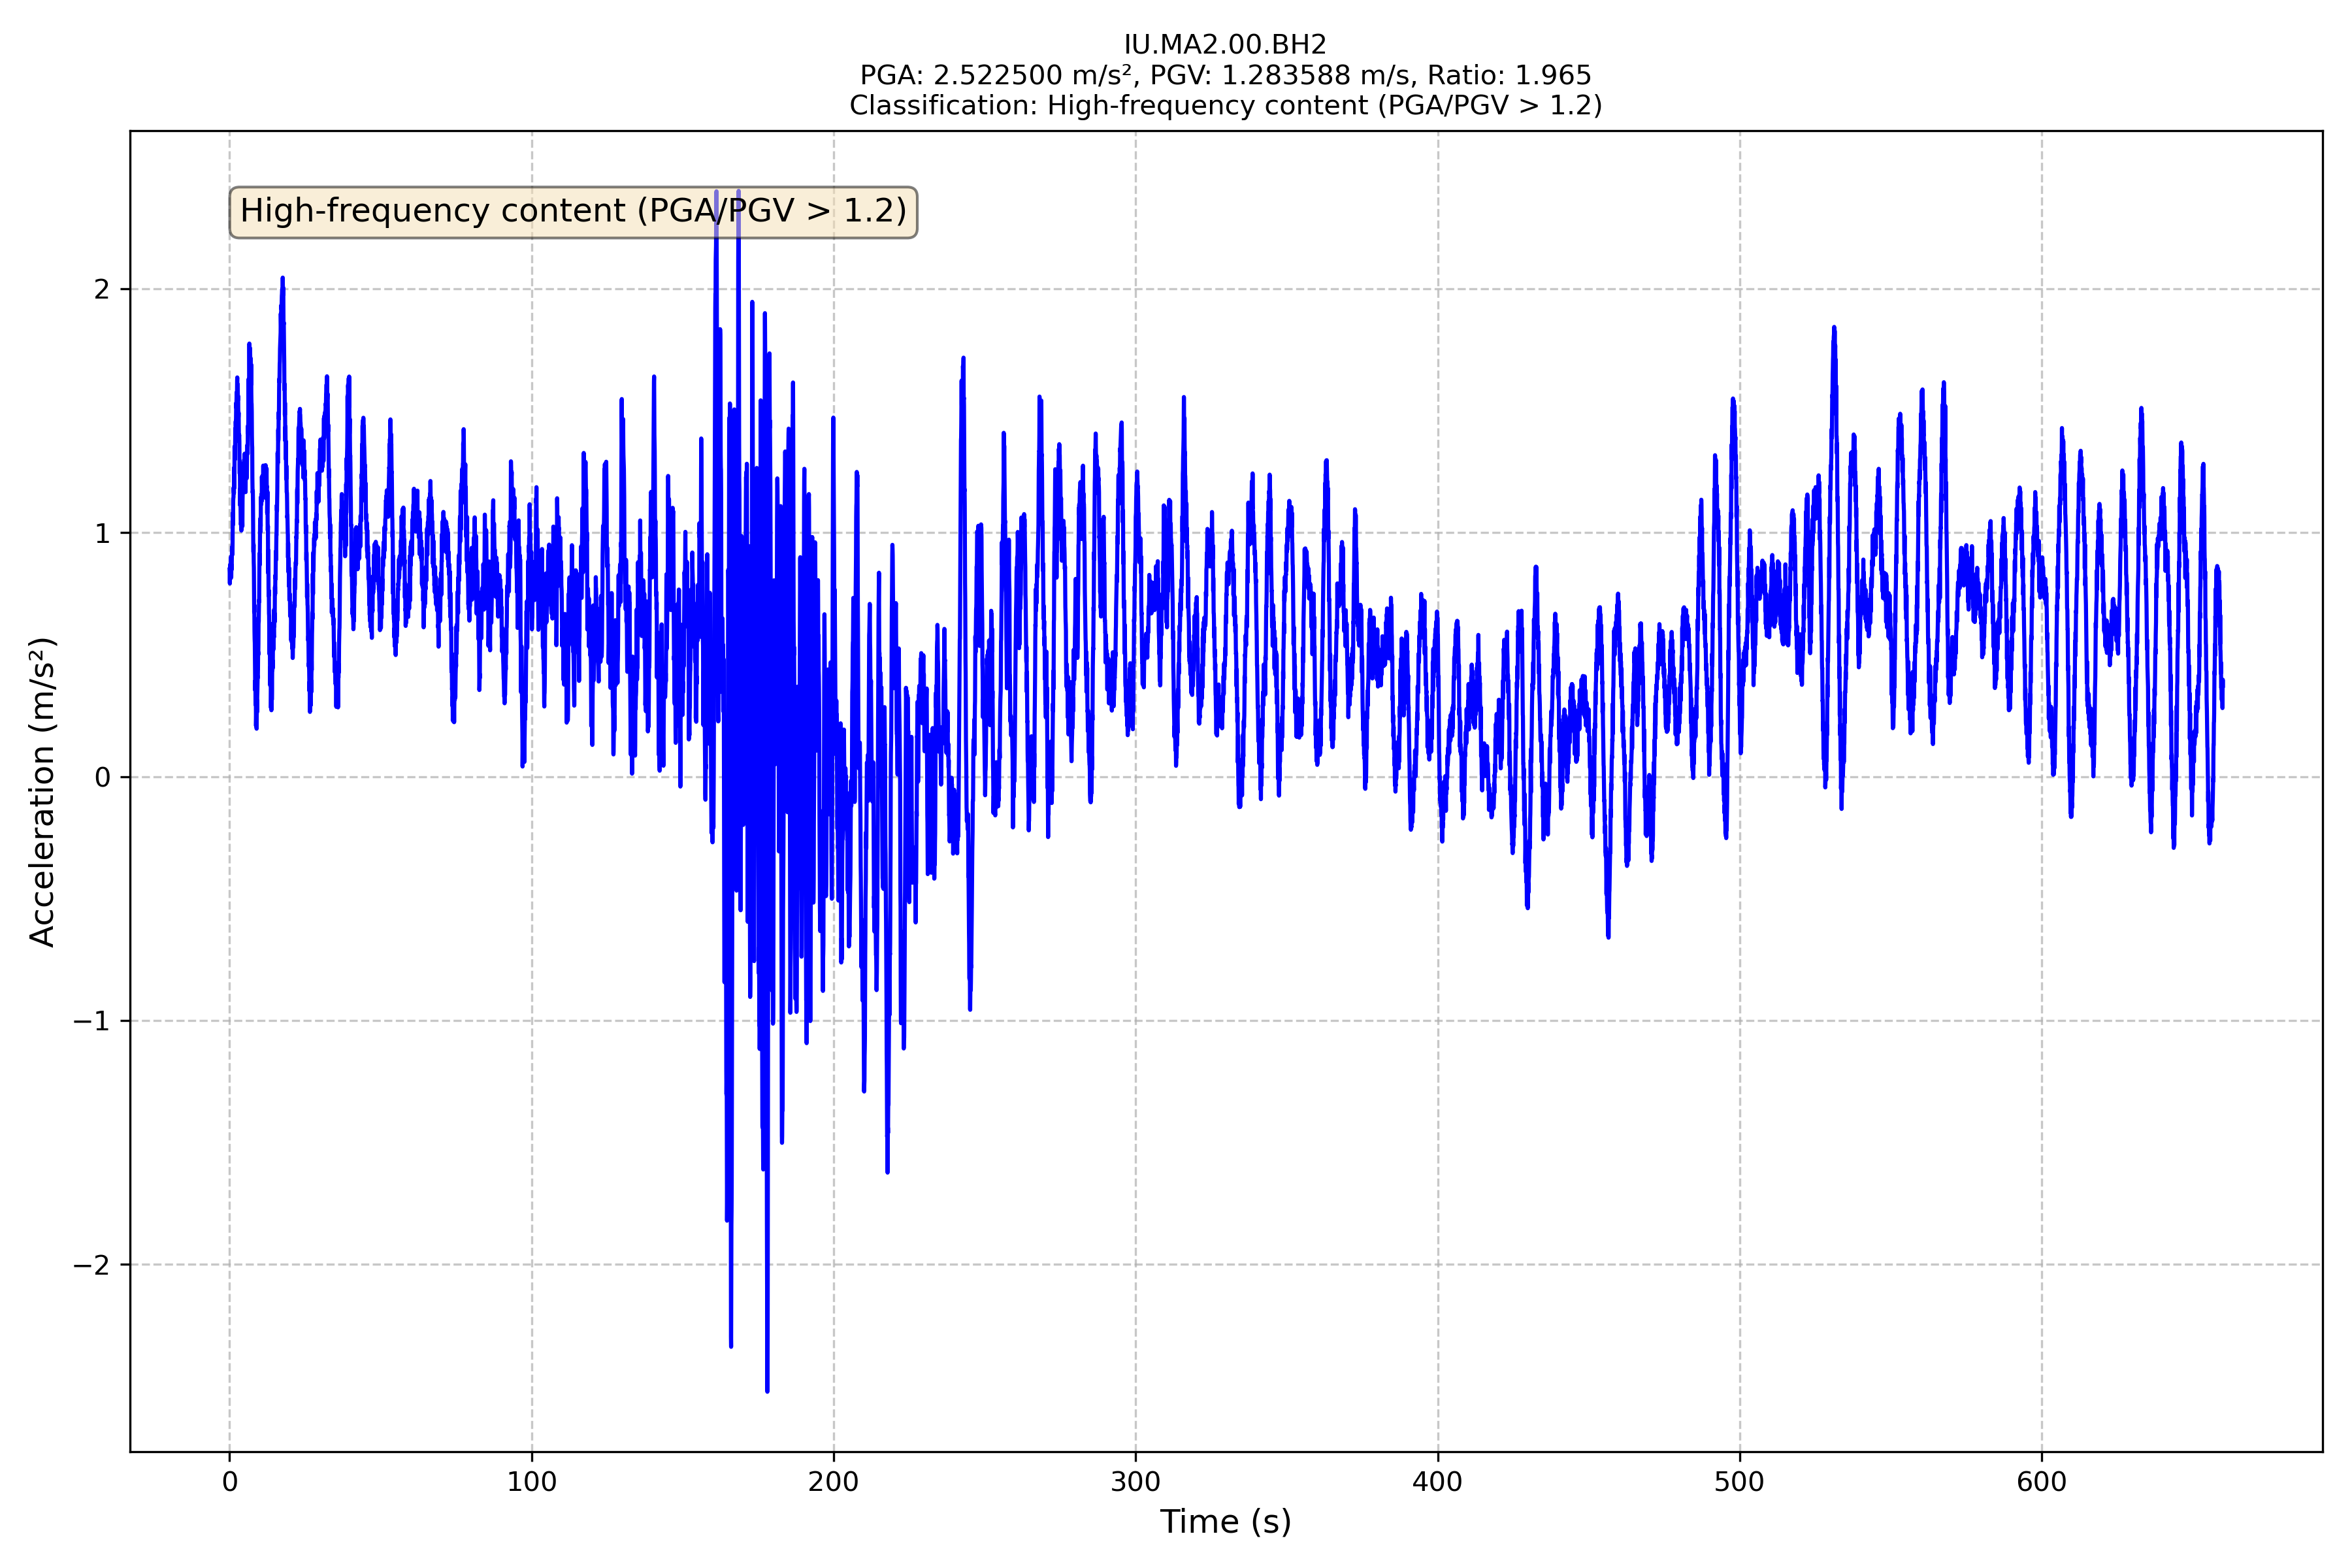 IU.MA2.00.BH2
PGA: 2.522500 m/s², PGV: 1.283588 m/s, Ratio: 1.965
Classification: High-frequency content (PGA/PGV > 1.2)
High-frequency content (PGA/PGV > 1.2)
Acceleration (m/s²)
2
1
0
−1
−2
0 100 200 300 400 500 600
Time (s)